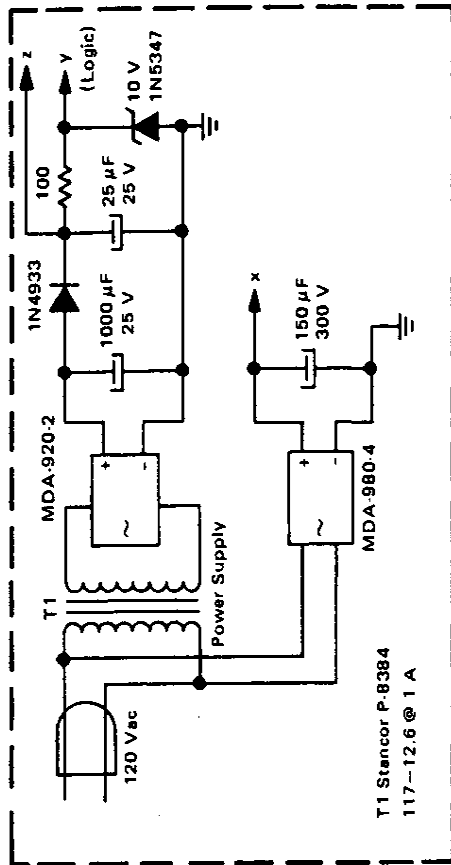 z
y
(Logic)
100
10 V
1N5347
1N4933
25 μF
25 V
1000 μF
25 V
MDA-920-2
+
−
~
T1
Power Supply
120 Vac
x
150 μF
300 V
+
−
~
MDA-980-4
T1 Stancor P-8384
117–12.6 @ 1 A